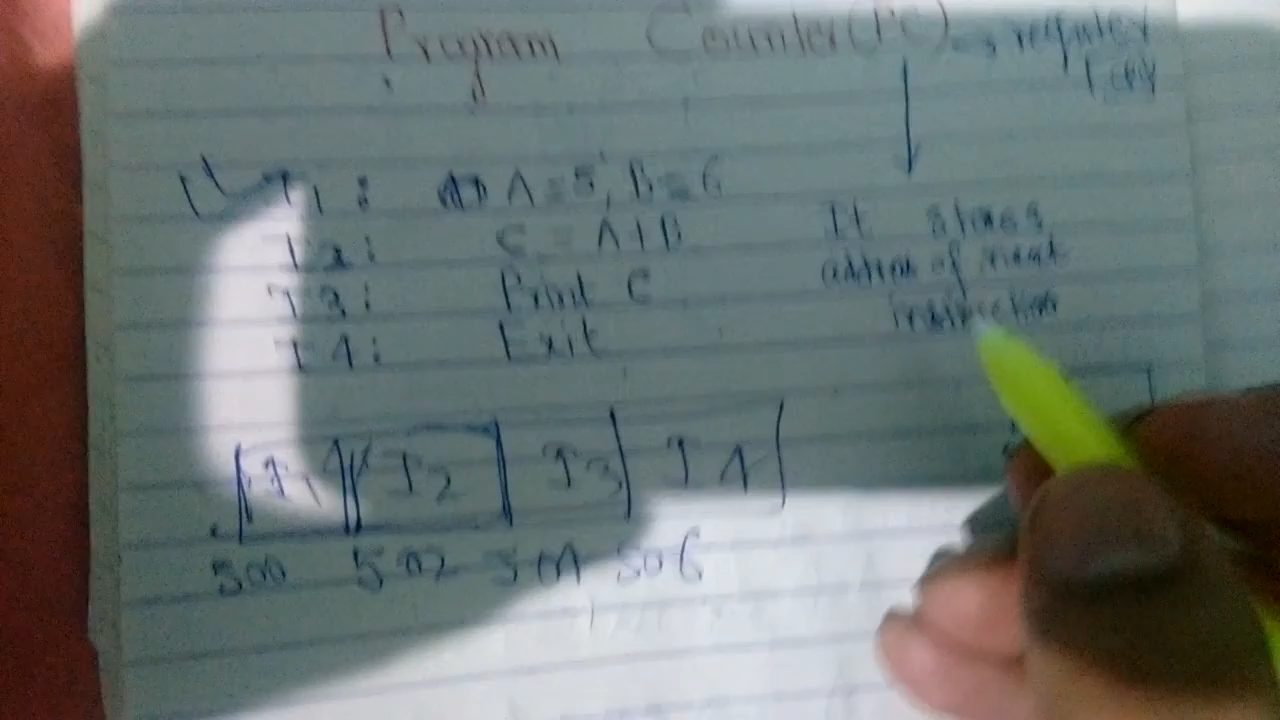 Program Counter (PC) → register
I1: A=5, B=6
I2: C = A+B
I3: Print C
I4: Exit
It stores
address of next
instruction
I1 I2 I3 I4
500 502 504 506